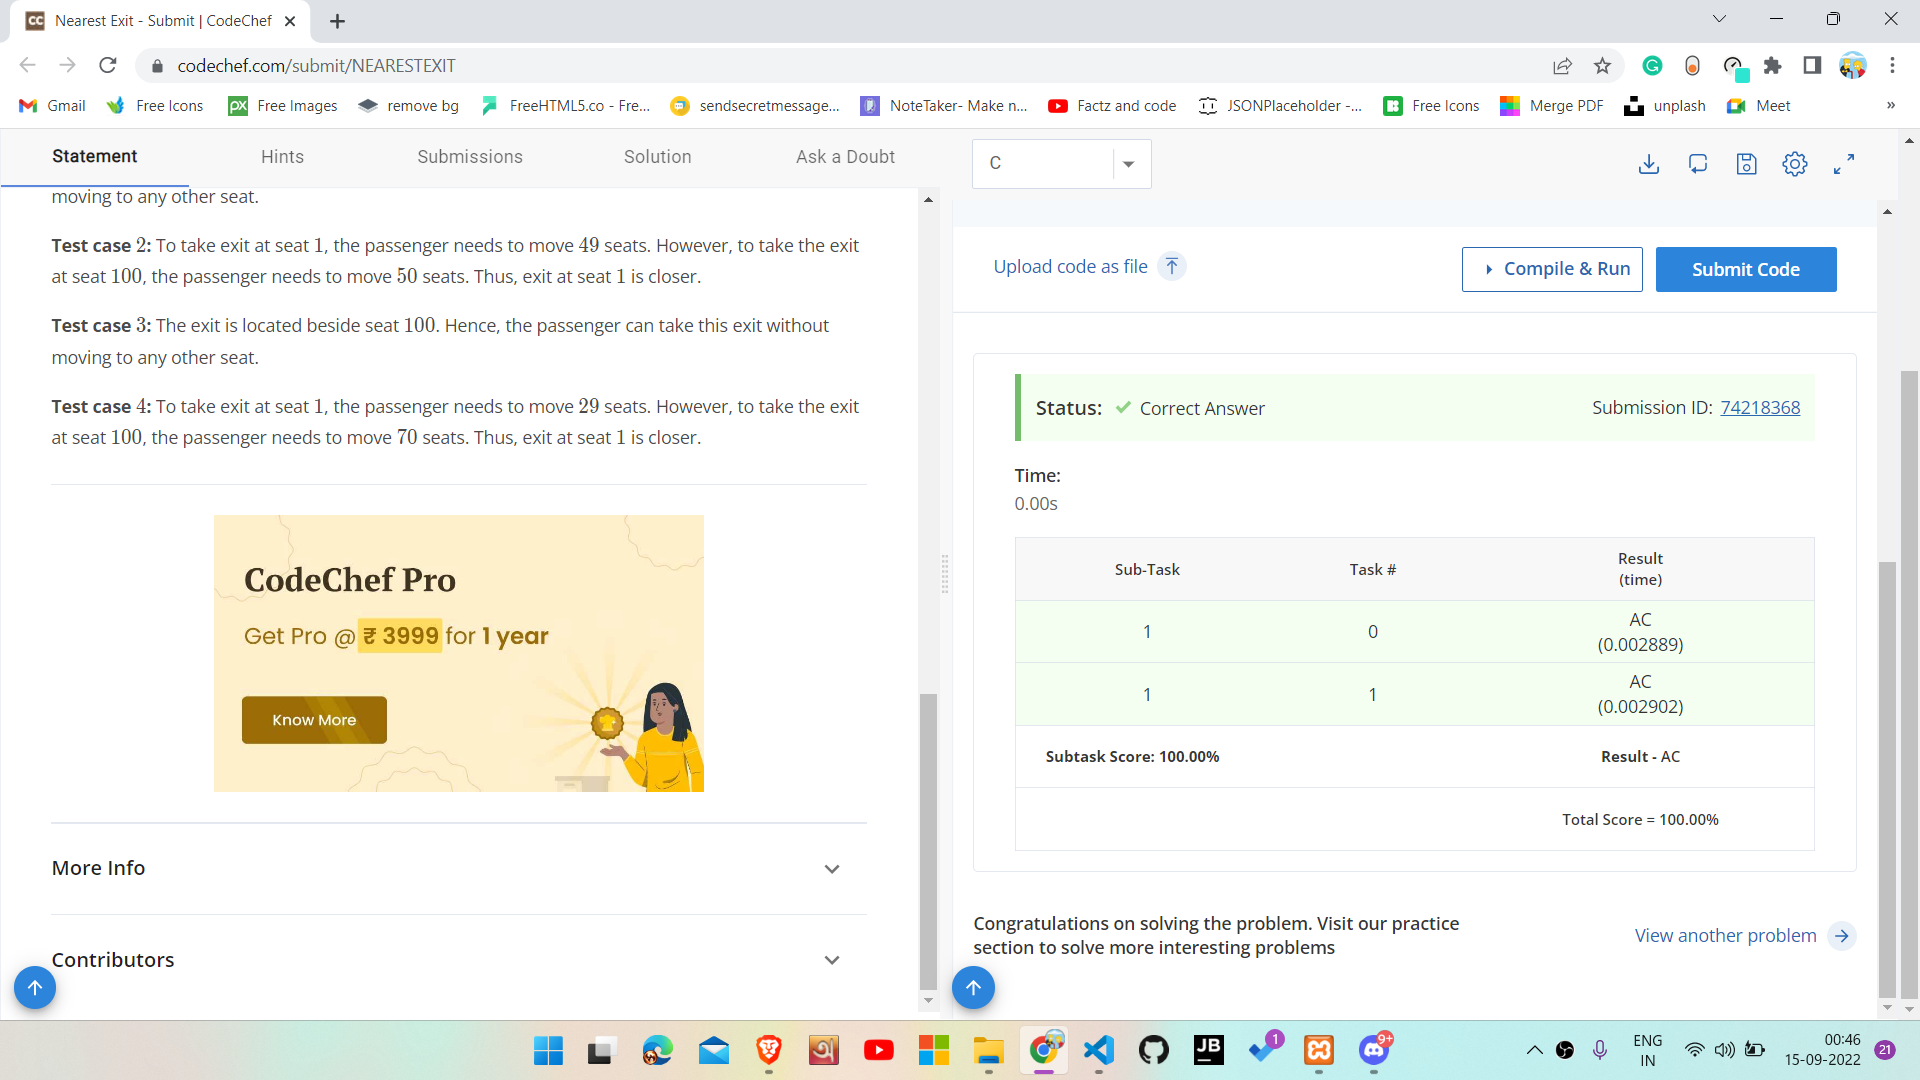 CC Nearest Exit - Submit | CodeChef
codechef.com/submit/NEARESTEXIT
Gmail Free Icons Free Images remove bg FreeHTML5.co - Fre... sendsecretmessage... NoteTaker- Make n... Factz and code JSONPlaceholder -... Free Icons Merge PDF unplash Meet »
Statement Hints Submissions Solution Ask a Doubt
moving to any other seat.
Test case 2: To take exit at seat 1, the passenger needs to move 49 seats. However, to take the exit
at seat 100, the passenger needs to move 50 seats. Thus, exit at seat 1 is closer.
Test case 3: The exit is located beside seat 100. Hence, the passenger can take this exit without
moving to any other seat.
Test case 4: To take exit at seat 1, the passenger needs to move 29 seats. However, to take the exit
at seat 100, the passenger needs to move 70 seats. Thus, exit at seat 1 is closer.
CodeChef Pro
Get Pro @ ₹ 3999 for 1 year
Know More
More Info
Contributors
C
Upload code as file
Compile & Run
Submit Code
Status: Correct Answer
Submission ID: 74218368
Time:
0.00s
Sub-Task Task # Result
(time)
1 0 AC
(0.002889)
1 1 AC
(0.002902)
Subtask Score: 100.00% Result - AC
Total Score = 100.00%
Congratulations on solving the problem. Visit our practice
section to solve more interesting problems
View another problem
JB
1
9+
ENG
IN
00:46
15-09-2022
21